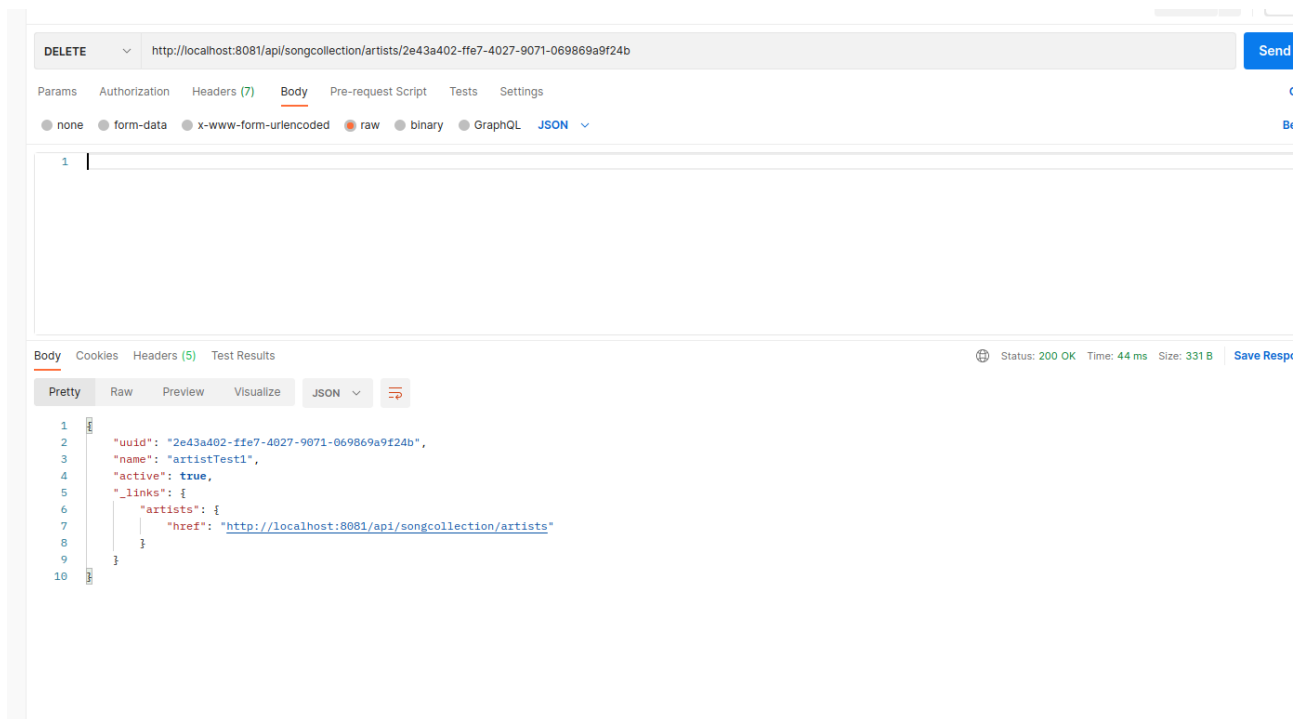 DELETE http://localhost:8081/api/songcollection/artists/2e43a402-ffe7-4027-9071-069869a9f24b Send
Params Authorization Headers (7) Body Pre-request Script Tests Settings
none form-data x-www-form-urlencoded raw binary GraphQL JSON Be
1
Body Cookies Headers (5) Test Results Status: 200 OK Time: 44 ms Size: 331 B Save Respo
Pretty Raw Preview Visualize JSON
1 {
2 "uuid": "2e43a402-ffe7-4027-9071-069869a9f24b",
3 "name": "artistTest1",
4 "active": true,
5 "_links": {
6 "artists": {
7 "href": "http://localhost:8081/api/songcollection/artists"
8 }
9 }
10 }